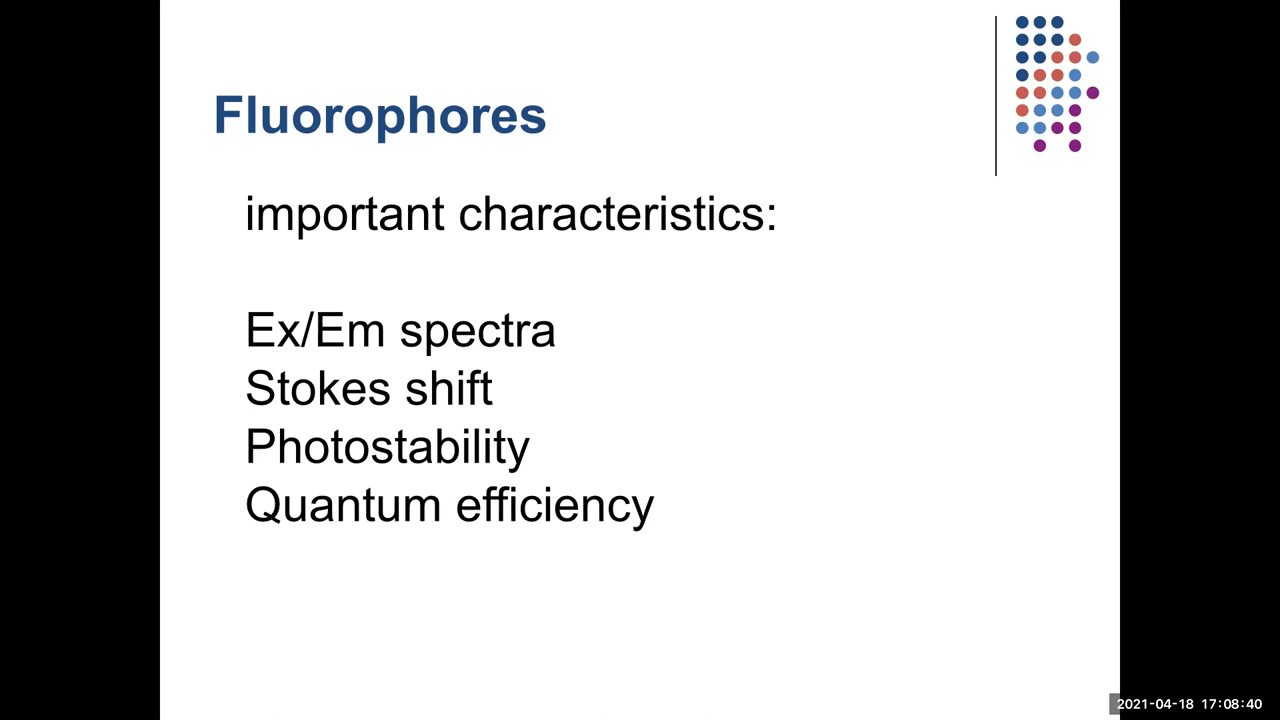 Fluorophores
important characteristics:
Ex/Em spectra
Stokes shift
Photostability
Quantum efficiency
2021-04-18 17:08:40